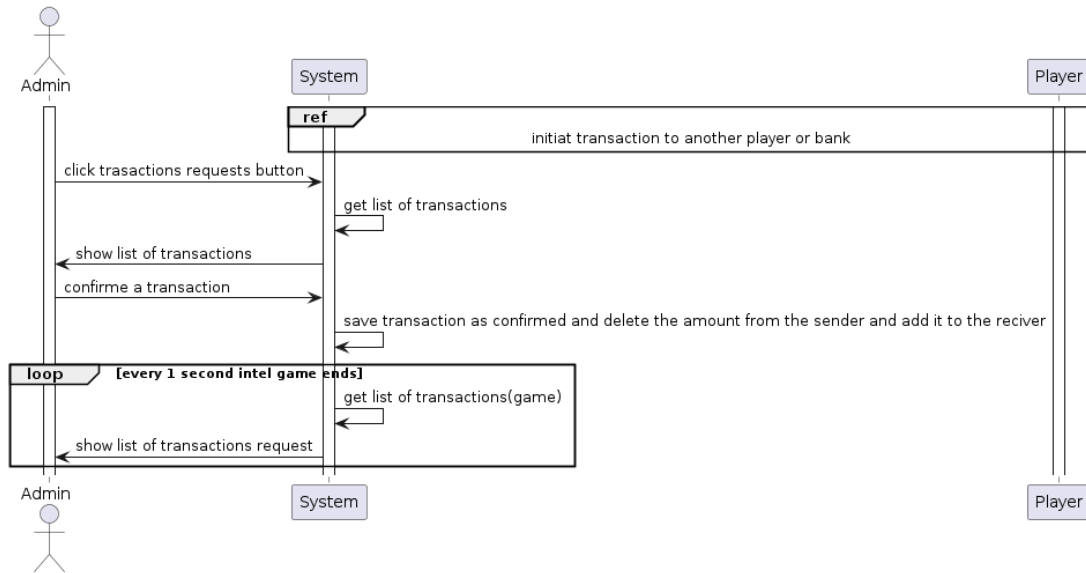 Admin
System
Player
ref
initiat transaction to another player or bank
click trasactions requests button
get list of transactions
show list of transactions
confirme a transaction
save transaction as confirmed and delete the amount from the sender and add it to the reciver
loop [every 1 second intel game ends]
get list of transactions(game)
show list of transactions request
Admin
System
Player